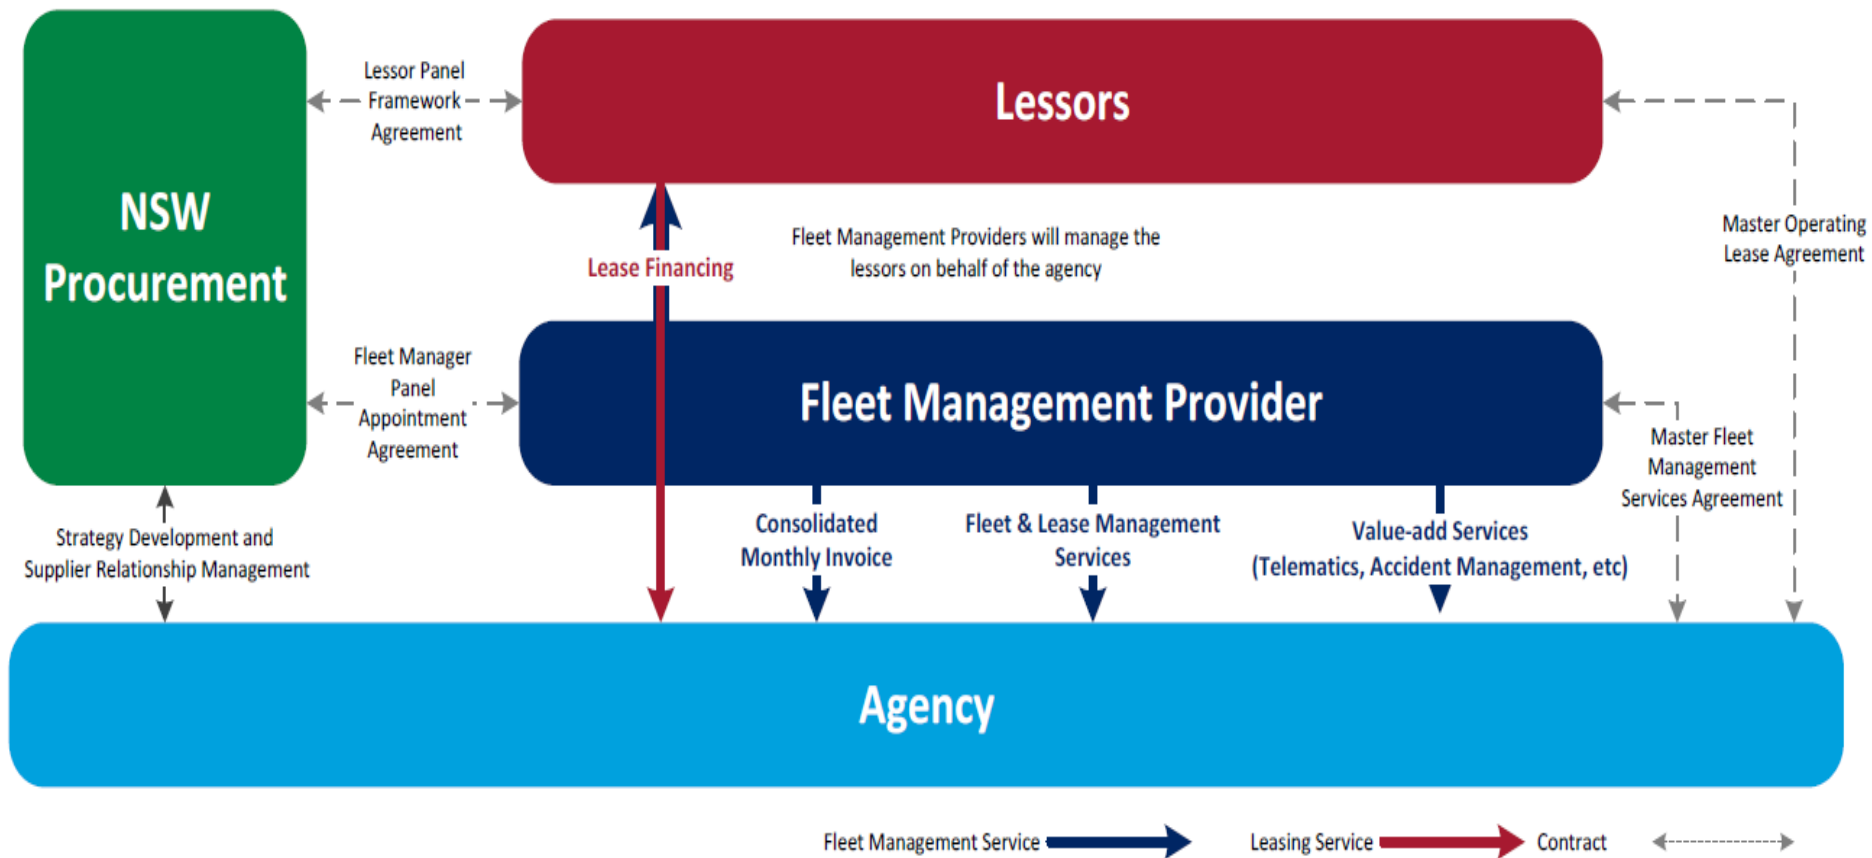 NSW
Procurement
Lessor Panel
Framework
Agreement
Lessors
Lease Financing
Fleet Management Providers will manage the
lessors on behalf of the agency
Master Operating
Lease Agreement
Fleet Manager
Panel
Appointment
Agreement
Fleet Management Provider
Master Fleet
Management
Services Agreement
Strategy Development and
Supplier Relationship Management
Consolidated
Monthly Invoice
Fleet & Lease Management
Services
Value-add Services
(Telematics, Accident Management, etc)
Agency
Fleet Management Service
Leasing Service
Contract